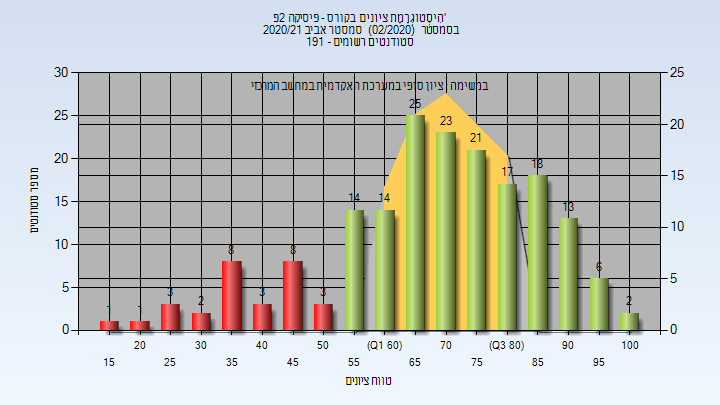 היסטוגרמת ציונים בקורס - פיסיקה 2פ'
בסמסטר (02/2020) סמסטר אביב 2020/21
סטודנטים רשומים - 191
במשימה , ציון סופי במערכת האקדמית במחשב המרכזי
מספר סטודנטים
30 25 20 15 10 5 0
25 20 15 10 5 0
1 1 3 2 8 3 8 3 14 14 25 23 21 17 18 13 6 2
20 30 40 50 (Q1 60) 70 (Q3 80) 90 100
15 25 35 45 55 65 75 85 95
טווח ציונים